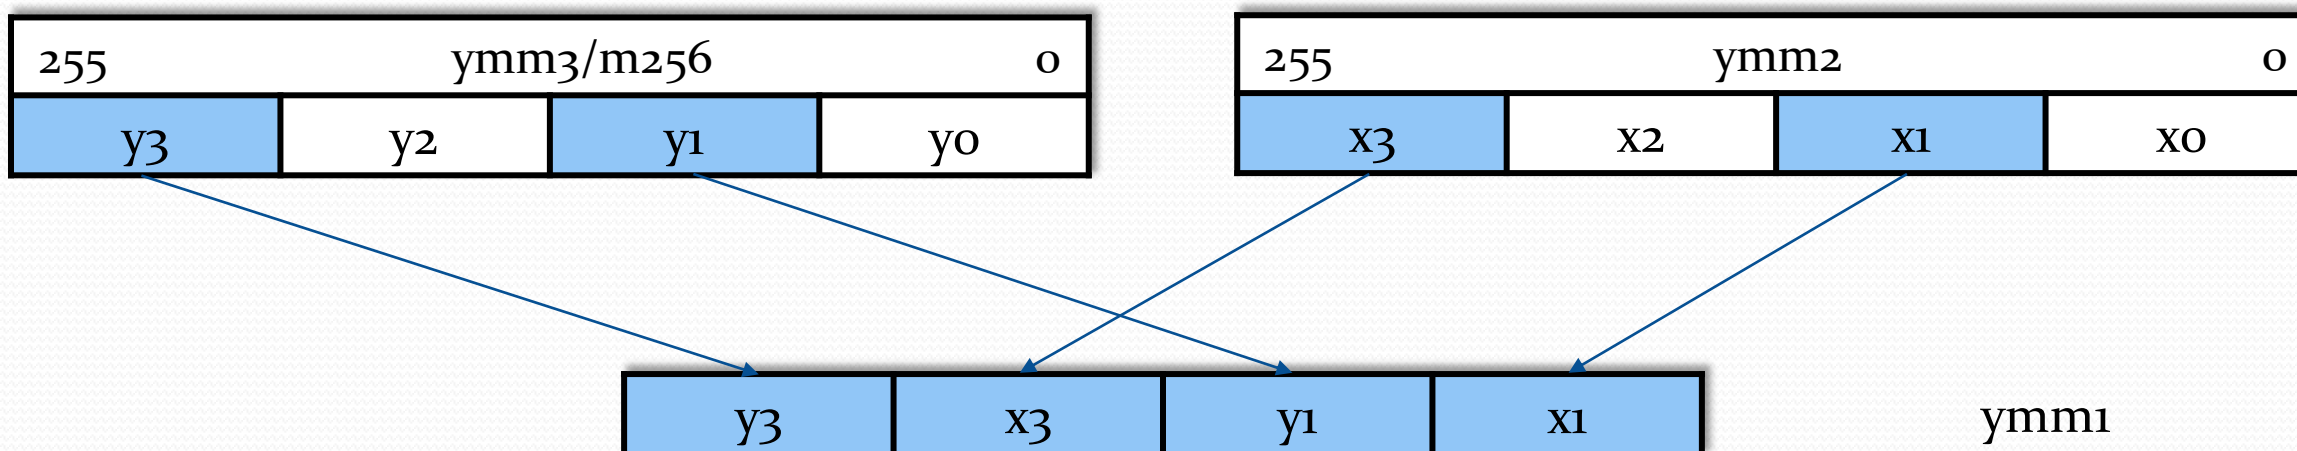 255 ymm3/m256 0
255 ymm2 0
y3 y2 y1 y0
x3 x2 x1 x0
y3 x3 y1 x1
ymm1